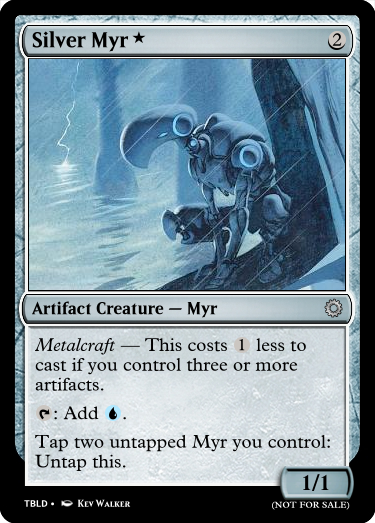 Silver Myr ★ 2
Artifact Creature — Myr
Metalcraft — This costs 1 less to
cast if you control three or more
artifacts.
: Add .
Tap two untapped Myr you control:
Untap this.
1/1
TBLD • Kev Walker
(NOT FOR SALE)